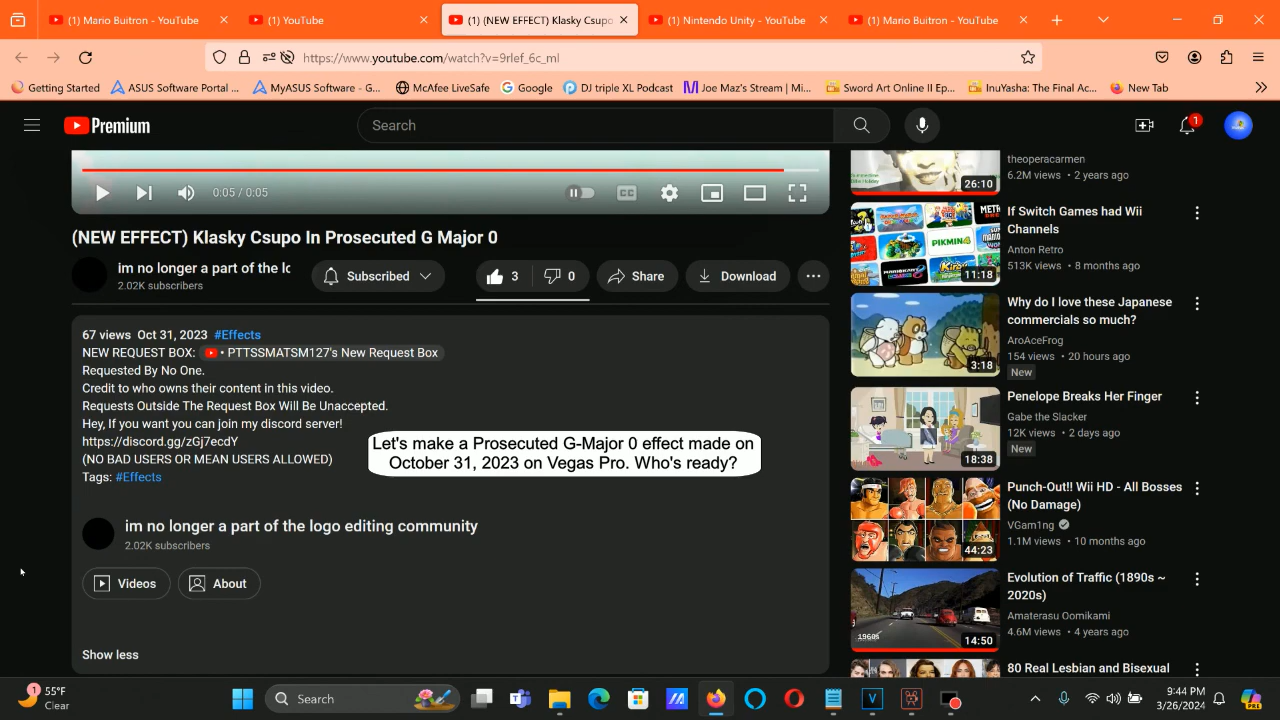 (1) Mario Buitron - YouTube
(1) YouTube
(1) (NEW EFFECT) Klasky Csupo
(1) Nintendo Unity - YouTube
(1) Mario Buitron - YouTube
https://www.youtube.com/watch?v=9rlef_6c_ml
Getting Started
ASUS Software Portal ...
MyASUS Software - G...
McAfee LiveSafe
Google
DJ triple XL Podcast
Joe Maz's Stream | Mi...
Sword Art Online II Ep...
InuYasha: The Final Ac...
New Tab
Premium
Search
1
0:05 / 0:05
CC
(NEW EFFECT) Klasky Csupo In Prosecuted G Major 0
im no longer a part of the lo
2.02K subscribers
Subscribed
3
0
Share
Download
67 views Oct 31, 2023 #Effects
NEW REQUEST BOX: • PTTSSMATSM127's New Request Box
Requested By No One.
Credit to who owns their content in this video.
Requests Outside The Request Box Will Be Unaccepted.
Hey, If you want you can join my discord server!
https://discord.gg/zGj7ecdY
(NO BAD USERS OR MEAN USERS ALLOWED)
Tags: #Effects
Let's make a Prosecuted G-Major 0 effect made on
October 31, 2023 on Vegas Pro. Who's ready?
im no longer a part of the logo editing community
2.02K subscribers
Videos
About
Show less
theoperacarmen
6.2M views • 2 years ago
26:10
If Switch Games had Wii
Channels
Anton Retro
513K views • 8 months ago
PIKMIN 4
11:18
Why do I love these Japanese
commercials so much?
AroAceFrog
154 views • 20 hours ago
New
3:18
Penelope Breaks Her Finger
Gabe the Slacker
12K views • 2 days ago
New
18:38
Punch-Out!! Wii HD - All Bosses
(No Damage)
VGam1ng
1.1M views • 10 months ago
44:23
Evolution of Traffic (1890s ~
2020s)
Amaterasu Oomikami
4.6M views • 4 years ago
1960s
14:50
80 Real Lesbian and Bisexual
1
55°F
Clear
Search
9:44 PM
3/26/2024
PRE